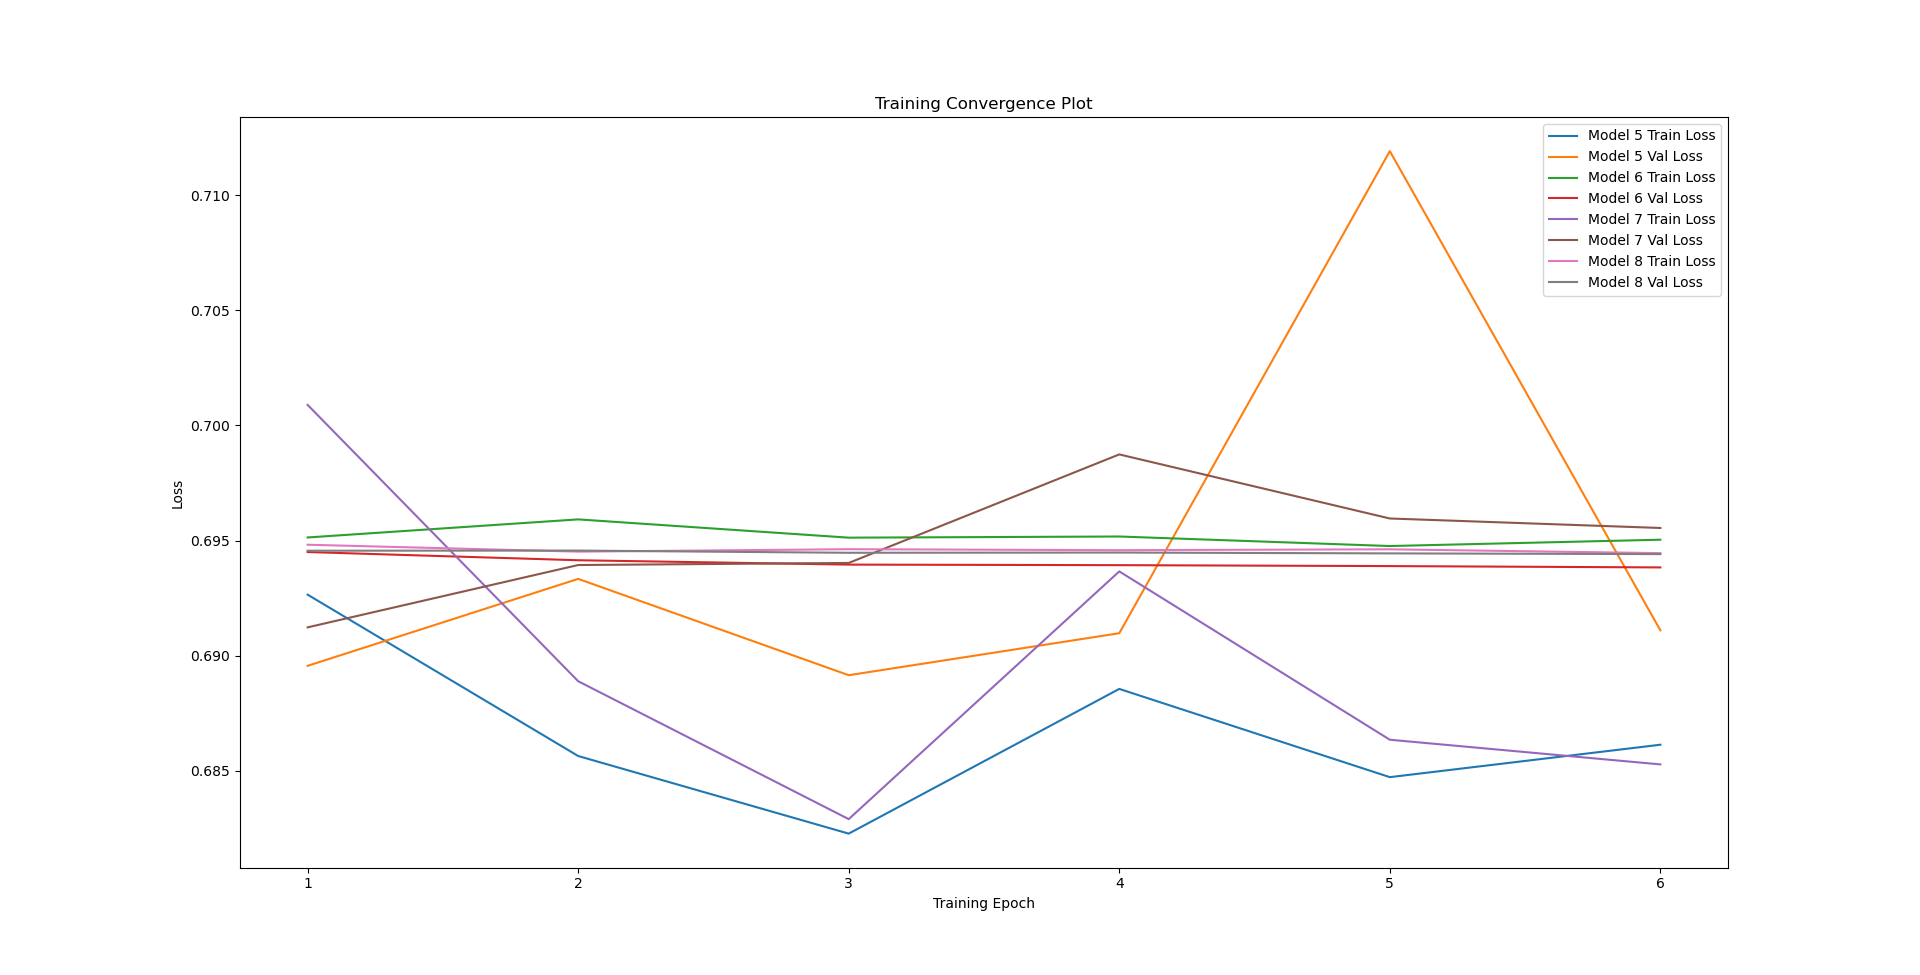 Training Convergence Plot
Model 5 Train Loss
Model 5 Val Loss
Model 6 Train Loss
Model 6 Val Loss
Model 7 Train Loss
Model 7 Val Loss
Model 8 Train Loss
Model 8 Val Loss
0.710
0.705
0.700
0.695
0.690
0.685
Loss
1 2 3 4 5 6
Training Epoch